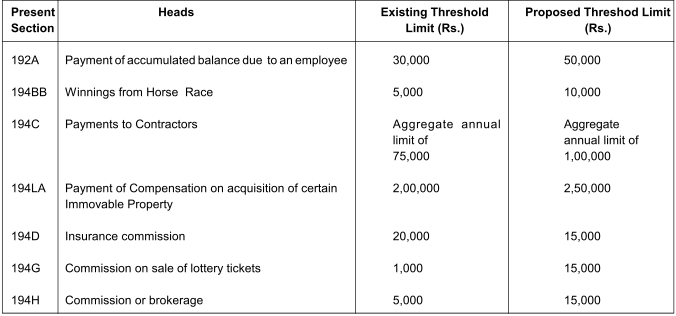 Present Section | Heads | Existing Threshold Limit (Rs.) | Proposed Threshod Limit (Rs.)
192A | Payment of accumulated balance due to an employee | 30,000 | 50,000
194BB | Winnings from Horse Race | 5,000 | 10,000
194C | Payments to Contractors | Aggregate annual limit of 75,000 | Aggregate annual limit of 1,00,000
194LA | Payment of Compensation on acquisition of certain Immovable Property | 2,00,000 | 2,50,000
194D | Insurance commission | 20,000 | 15,000
194G | Commission on sale of lottery tickets | 1,000 | 15,000
194H | Commission or brokerage | 5,000 | 15,000